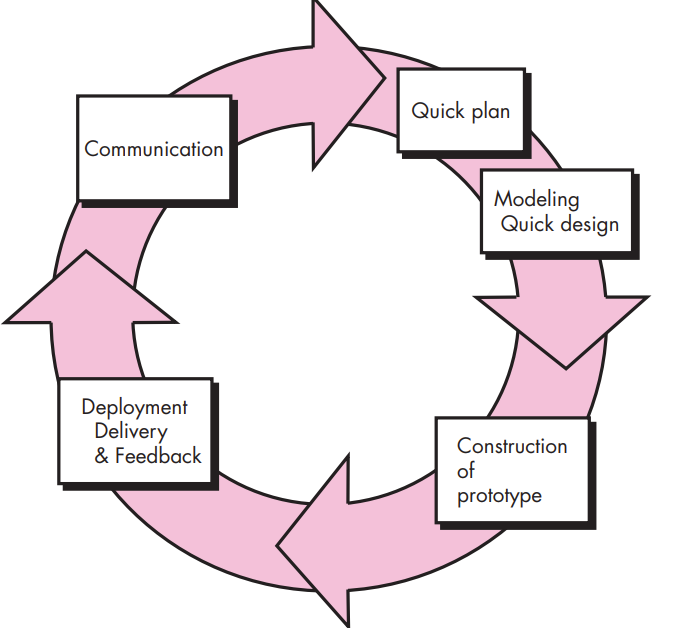 Communication
Quick plan
Modeling
Quick design
Construction
of
prototype
Deployment
Delivery
& Feedback